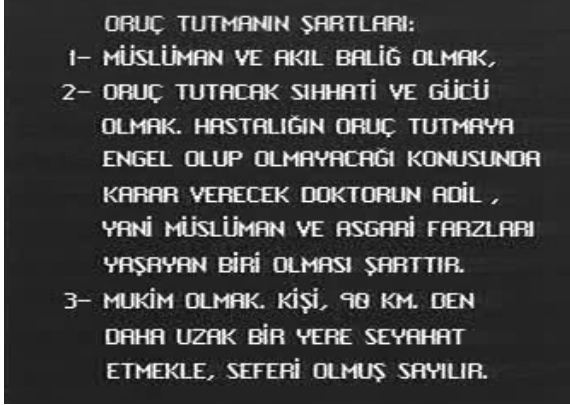 ORUÇ TUTMANIN ŞARTLARI:
1- MÜSLÜMAN VE AKIL BALİĞ OLMAK,
2- ORUÇ TUTACAK SIHHATİ VE GÜCÜ
OLMAK. HASTALIĞIN ORUÇ TUTMAYA
ENGEL OLUP OLMAYACAĞI KONUSUNDA
KARAR VERECEK DOKTORUN ADİL ,
YANİ MÜSLÜMAN VE ASGARİ FARZLARI
YAŞAYAN BİRİ OLMASI ŞARTTIR.
3- MUKİM OLMAK. KİŞİ, 90 KM. DEN
DAHA UZAK BİR YERE SEYAHAT
ETMEKLE, SEFERİ OLMUŞ SAYILIR.